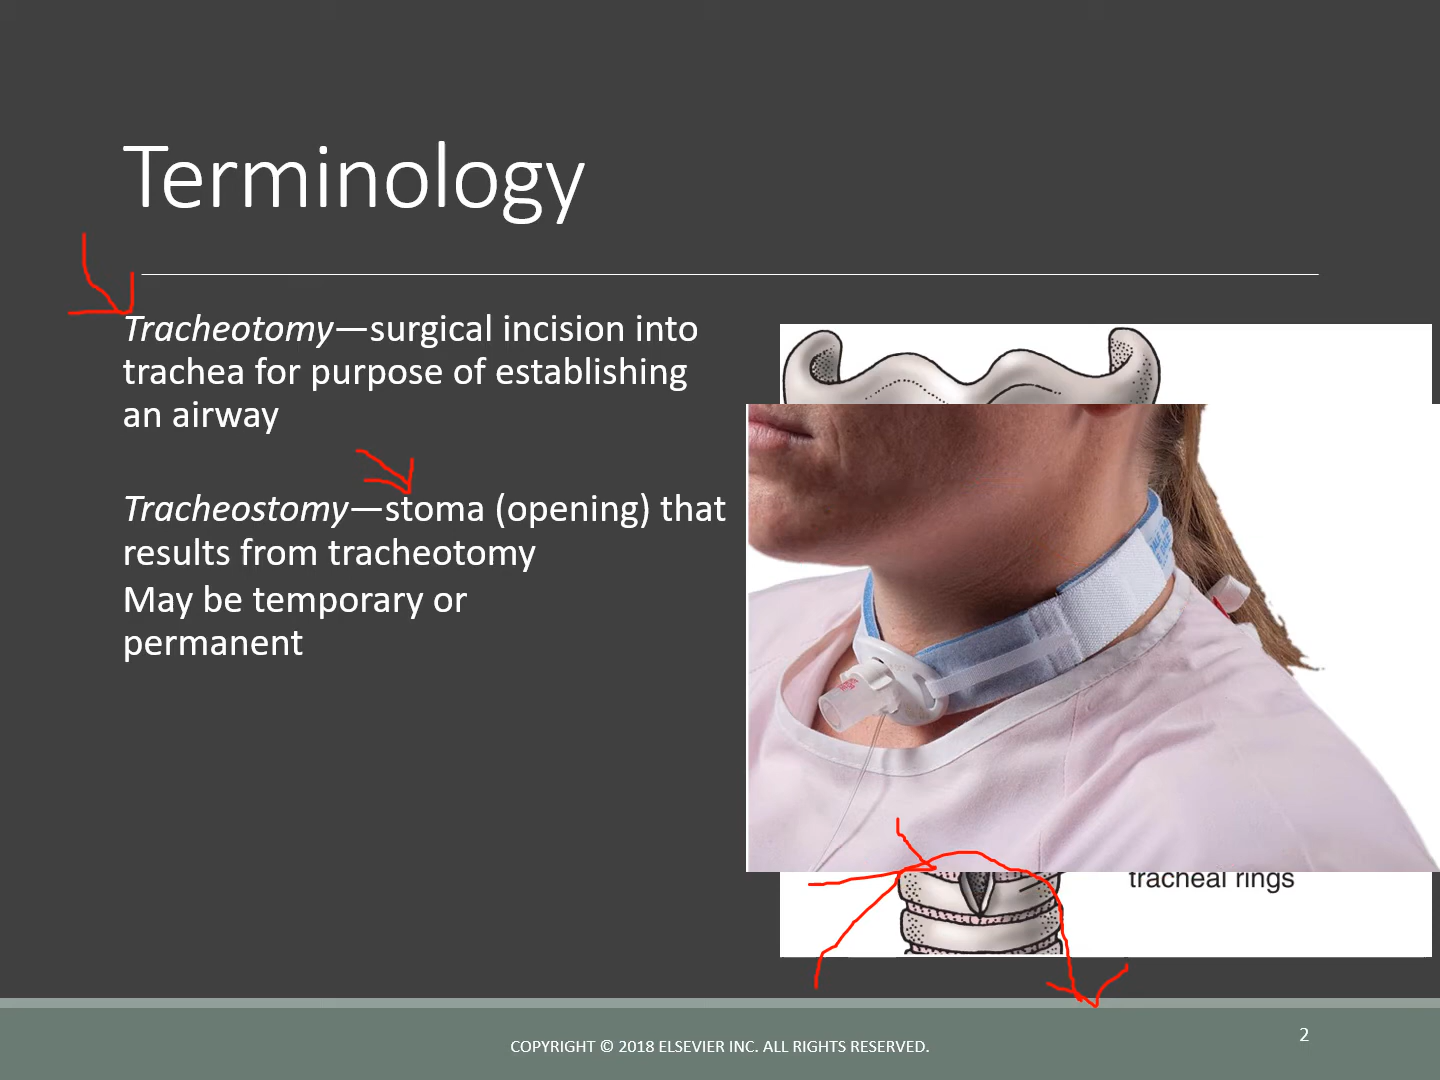 Terminology
Tracheotomy—surgical incision into
trachea for purpose of establishing
an airway
Tracheostomy—stoma (opening) that
results from tracheotomy
May be temporary or
permanent
tracheal rings
COPYRIGHT © 2018 ELSEVIER INC. ALL RIGHTS RESERVED.
2